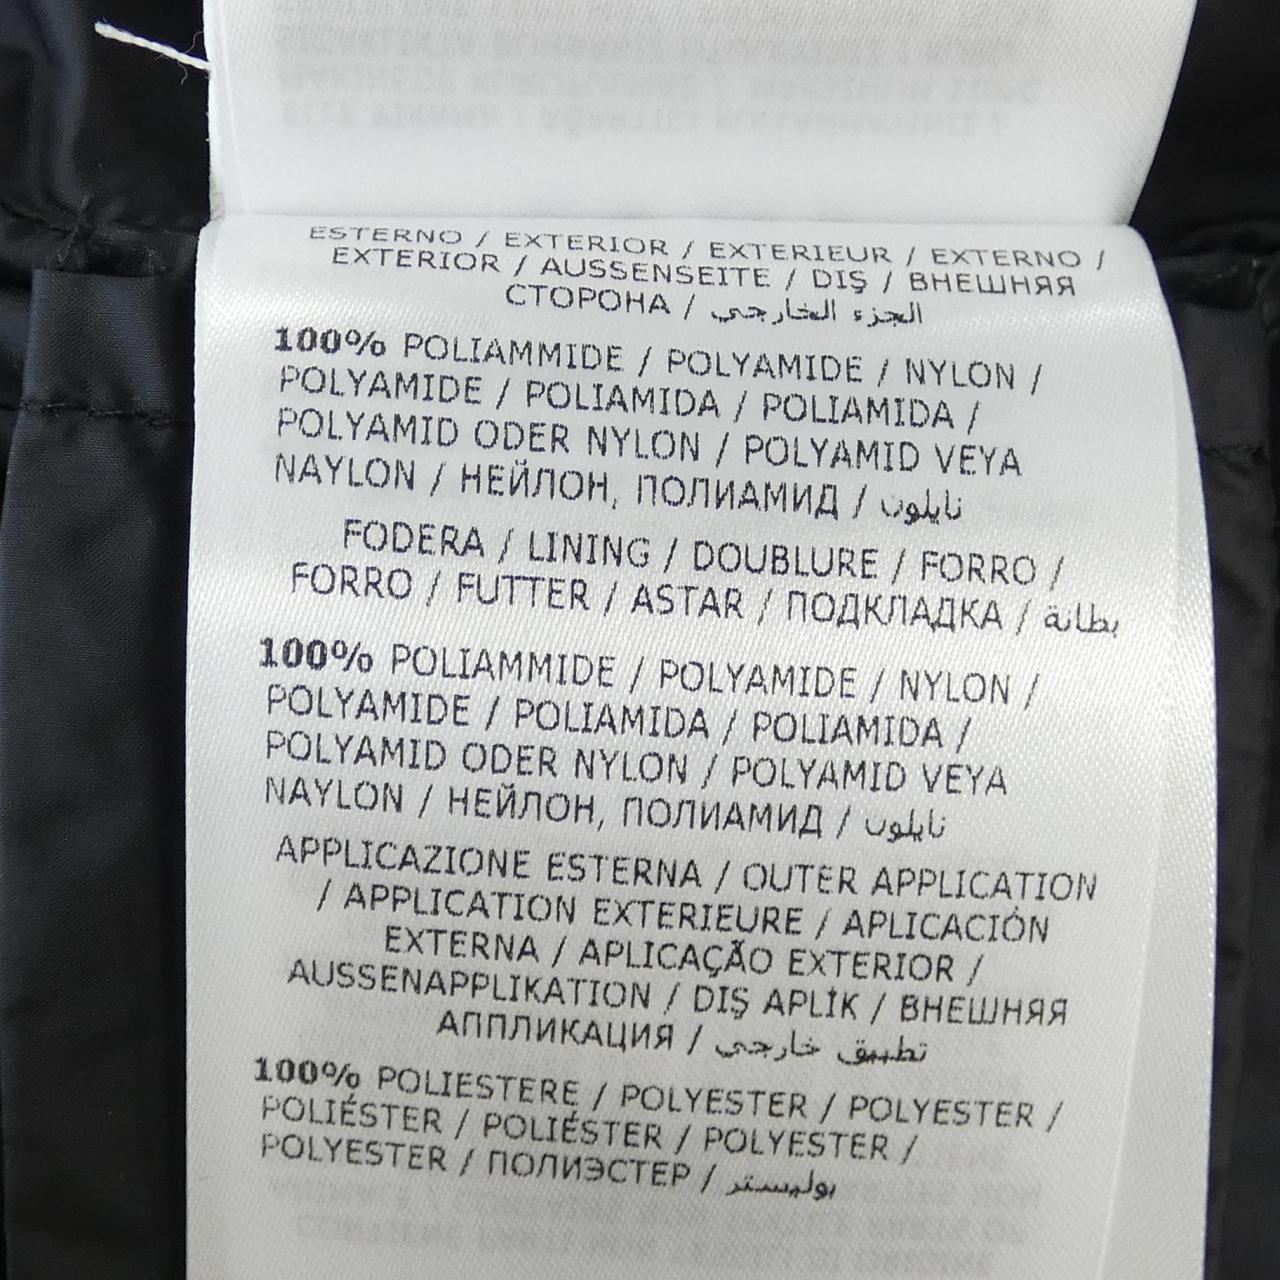 ESTERNO / EXTERIOR / EXTERIEUR / EXTERNO /
EXTERIOR / AUSSENSEITE / DIŞ / ВНЕШНЯЯ
СТОРОНА / الجزء الخارجي
100% POLIAMMIDE / POLYAMIDE / NYLON /
POLYAMIDE / POLIAMIDA / POLIAMIDA /
POLYAMID ODER NYLON / POLYAMID VEYA
NAYLON / НЕЙЛОН, ПОЛИАМИД / نايلون
FODERA / LINING / DOUBLURE / FORRO /
FORRO / FUTTER / ASTAR / ПОДКЛАДКА / بطانة
100% POLIAMMIDE / POLYAMIDE / NYLON /
POLYAMIDE / POLIAMIDA / POLIAMIDA /
POLYAMID ODER NYLON / POLYAMID VEYA
NAYLON / НЕЙЛОН, ПОЛИАМИД / نايلون
APPLICAZIONE ESTERNA / OUTER APPLICATION
/ APPLICATION EXTERIEURE / APLICACIÓN
EXTERNA / APLICAÇÃO EXTERIOR /
AUSSENAPPLIKATION / DIŞ APLİK / ВНЕШНЯЯ
АППЛИКАЦИЯ / تطبيق خارجي
100% POLIESTERE / POLYESTER / POLYESTER /
POLIÉSTER / POLIÉSTER / POLYESTER /
POLYESTER / ПОЛИЭСТЕР / بوليستر